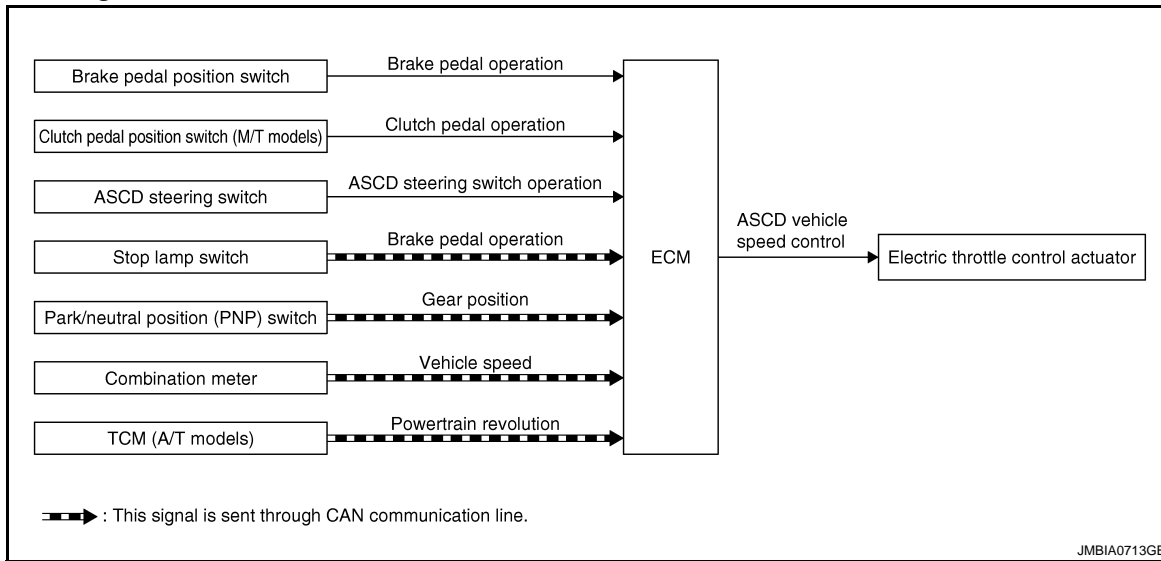 Brake pedal position switch
Brake pedal operation
Clutch pedal position switch (M/T models)
Clutch pedal operation
ASCD steering switch
ASCD steering switch operation
Stop lamp switch
Brake pedal operation
Park/neutral position (PNP) switch
Gear position
Combination meter
Vehicle speed
TCM (A/T models)
Powertrain revolution
ECM
ASCD vehicle
speed control
Electric throttle control actuator
: This signal is sent through CAN communication line.